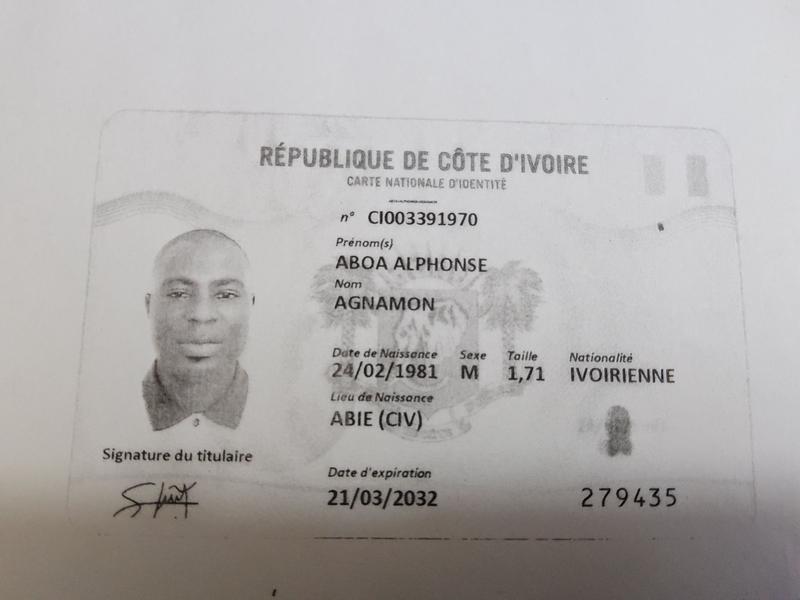 RÉPUBLIQUE DE CÔTE D'IVOIRE
CARTE NATIONALE D'IDENTITÉ
n° CI003391970
Prénom(s)
ABOA ALPHONSE
Nom
AGNAMON
Date de Naissance Sexe Taille Nationalité
24/02/1981 M 1,71 IVOIRIENNE
Lieu de Naissance
ABIE (CIV)
Signature du titulaire
Date d'expiration
21/03/2032
279435